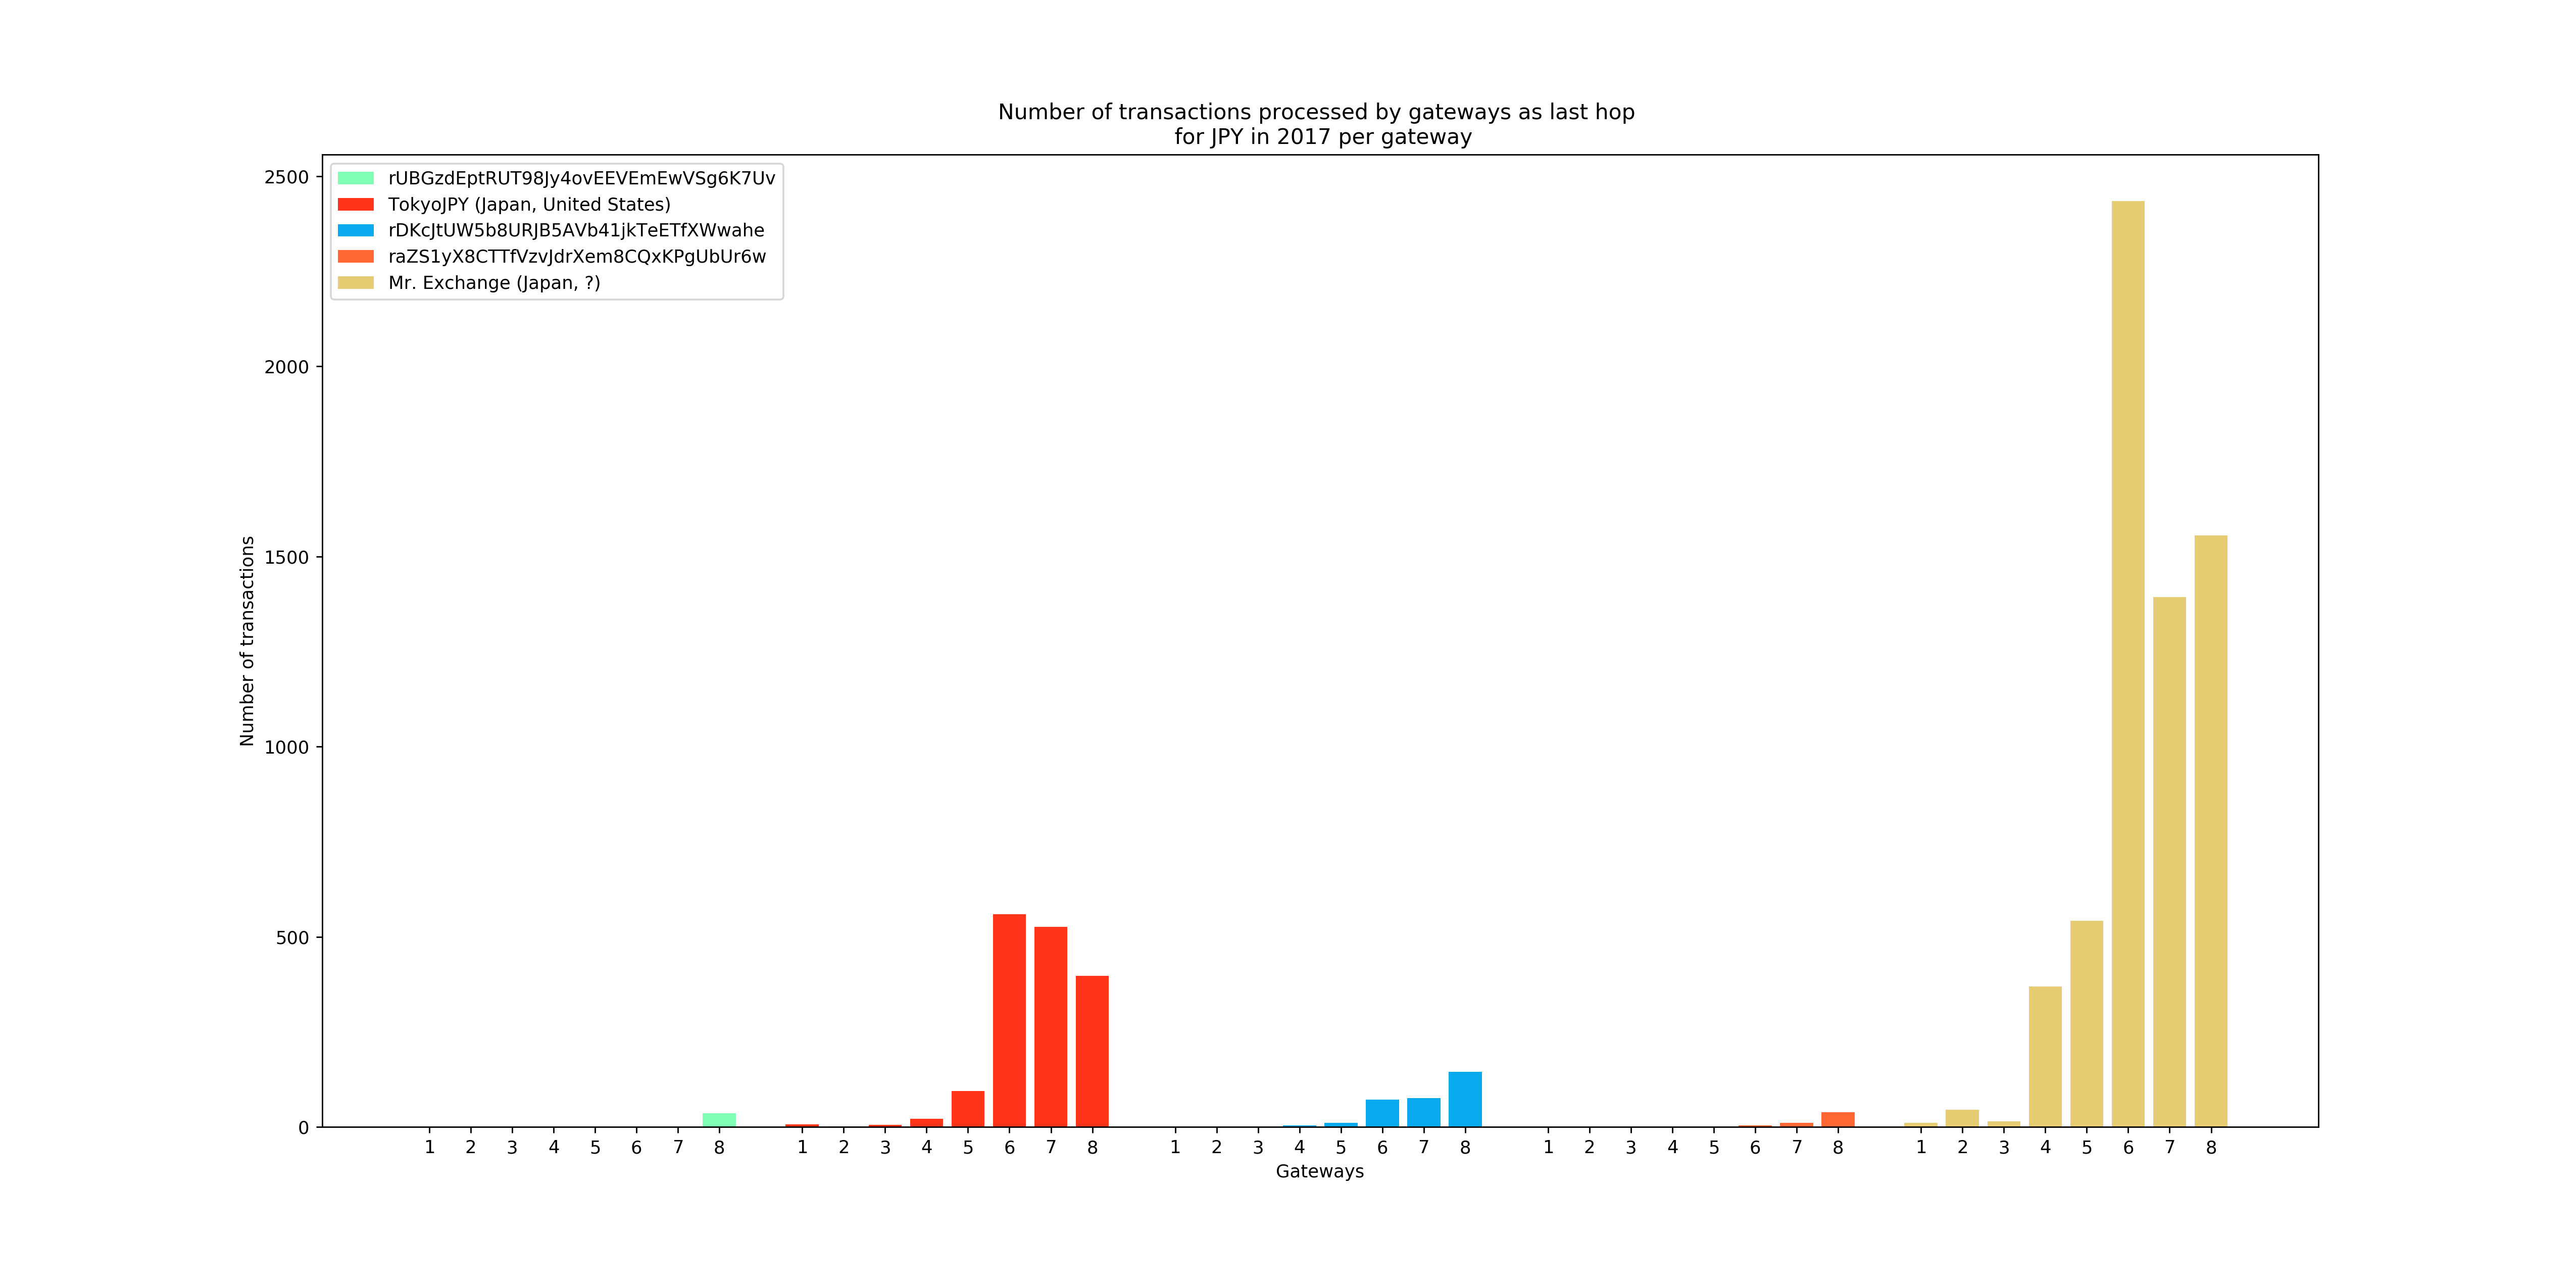 Number of transactions processed by gateways as last hop
for JPY in 2017 per gateway
rUBGzdEptRUT98Jy4ovEEVEmEwVSg6K7Uv
TokyoJPY (Japan, United States)
rDKcJtUW5b8URJB5AVb41jkTeETfXWwahe
raZS1yX8CTTfVzvJdrXem8CQxKPgUbUr6w
Mr. Exchange (Japan, ?)
2500
2000
1500
1000
500
0
Number of transactions
1 2 3 4 5 6 7 8 1 2 3 4 5 6 7 8 1 2 3 4 5 6 7 8 1 2 3 4 5 6 7 8 1 2 3 4 5 6 7 8
Gateways